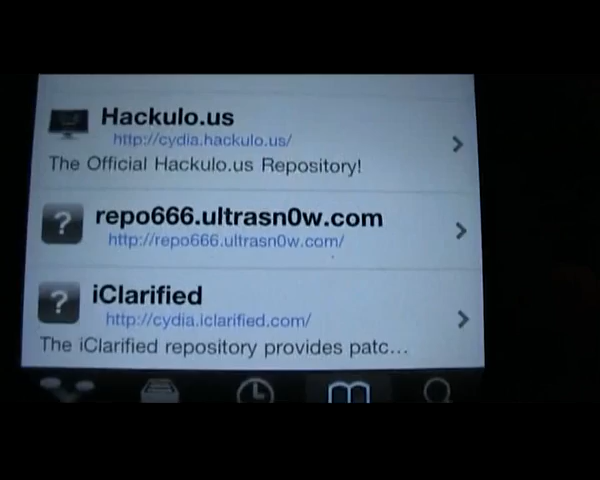 Hackulo.us
http://cydia.hackulo.us/
The Official Hackulo.us Repository!
repo666.ultrasn0w.com
http://repo666.ultrasn0w.com/
iClarified
http://cydia.iclarified.com/
The iClarified repository provides patc...